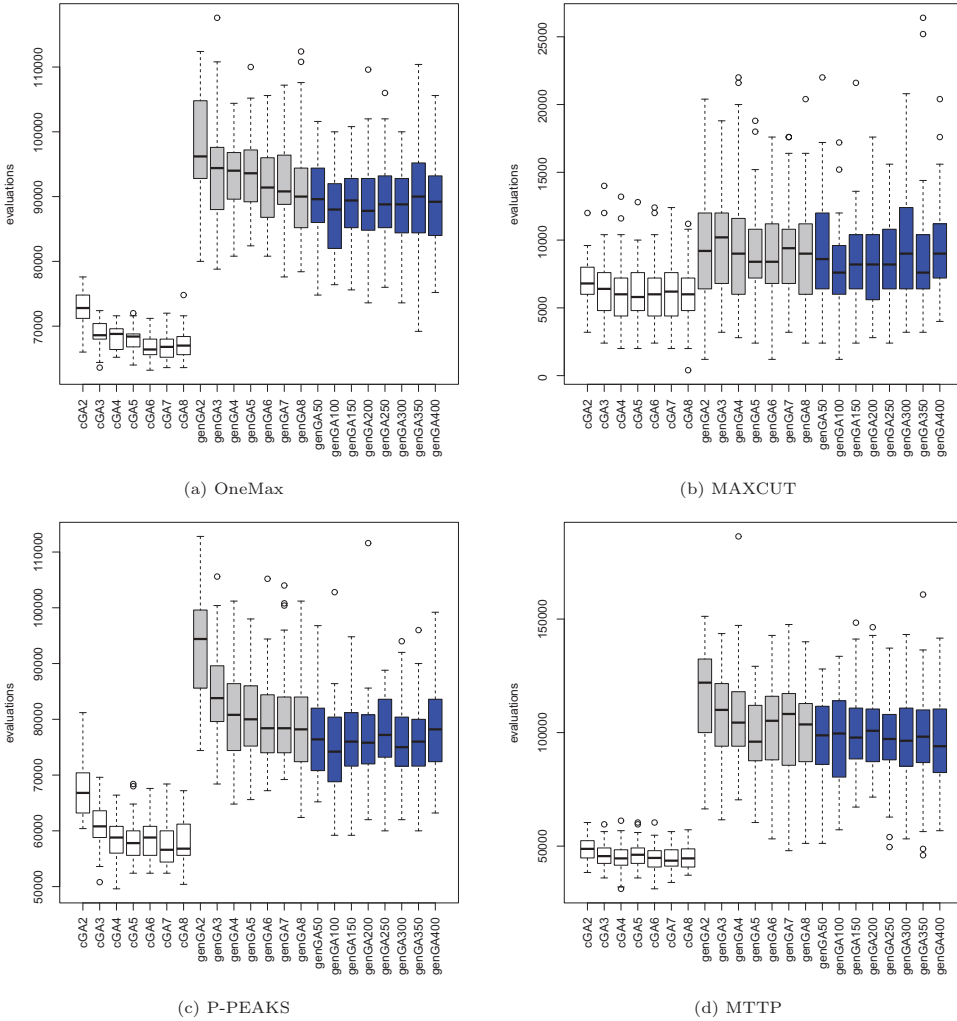 evaluations
70000 80000 90000 100000 110000
cGA2 cGA3 cGA4 cGA5 cGA6 cGA7 cGA8 genGA2 genGA3 genGA4 genGA5 genGA6 genGA7 genGA8 genGA50 genGA100 genGA150 genGA200 genGA250 genGA300 genGA350 genGA400
(a) OneMax
evaluations
0 5000 10000 15000 20000 25000
cGA2 cGA3 cGA4 cGA5 cGA6 cGA7 cGA8 genGA2 genGA3 genGA4 genGA5 genGA6 genGA7 genGA8 genGA50 genGA100 genGA150 genGA200 genGA250 genGA300 genGA350 genGA400
(b) MAXCUT
evaluations
50000 60000 70000 80000 90000 100000 110000
cGA2 cGA3 cGA4 cGA5 cGA6 cGA7 cGA8 genGA2 genGA3 genGA4 genGA5 genGA6 genGA7 genGA8 genGA50 genGA100 genGA150 genGA200 genGA250 genGA300 genGA350 genGA400
(c) P-PEAKS
evaluations
50000 100000 150000
cGA2 cGA3 cGA4 cGA5 cGA6 cGA7 cGA8 genGA2 genGA3 genGA4 genGA5 genGA6 genGA7 genGA8 genGA50 genGA100 genGA150 genGA200 genGA250 genGA300 genGA350 genGA400
(d) MTTP